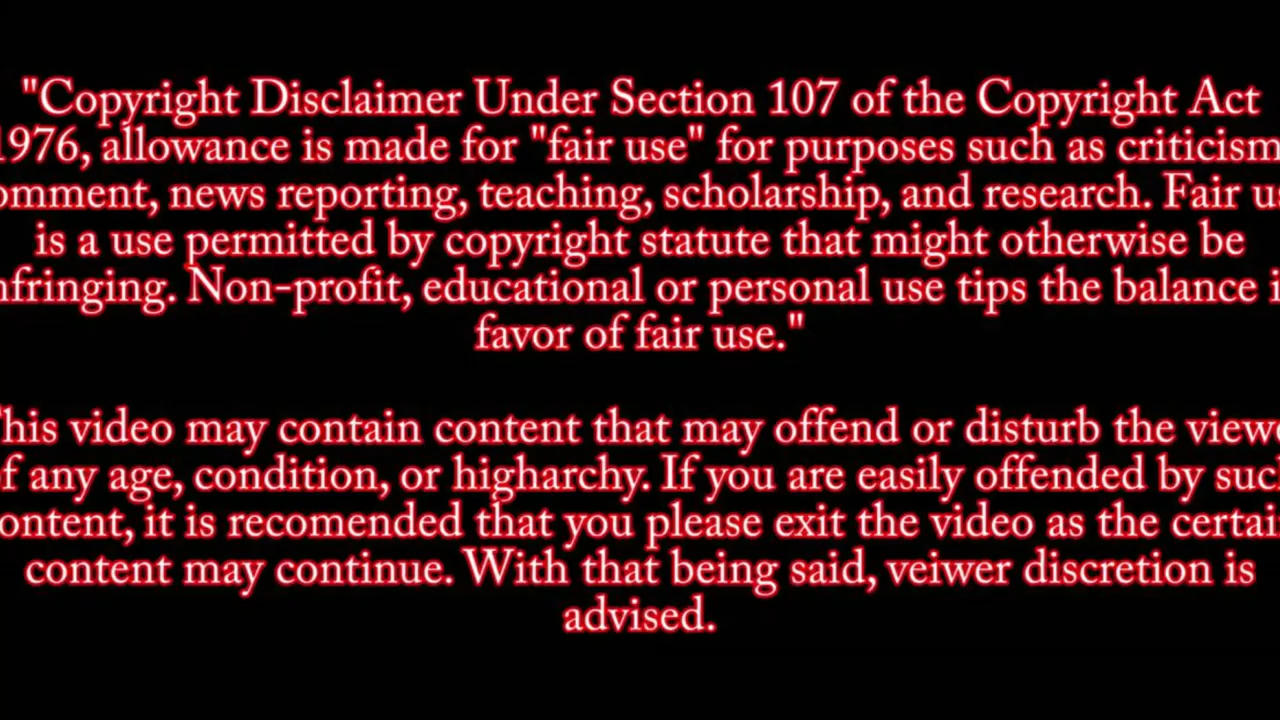 "Copyright Disclaimer Under Section 107 of the Copyright Act
1976, allowance is made for "fair use" for purposes such as criticism
omment, news reporting, teaching, scholarship, and research. Fair u
is a use permitted by copyright statute that might otherwise be
nfringing. Non-profit, educational or personal use tips the balance i
favor of fair use."
his video may contain content that may offend or disturb the viewe
f any age, condition, or higharchy. If you are easily offended by suc
ontent, it is recomended that you please exit the video as the certai
content may continue. With that being said, veiwer discretion is
advised.